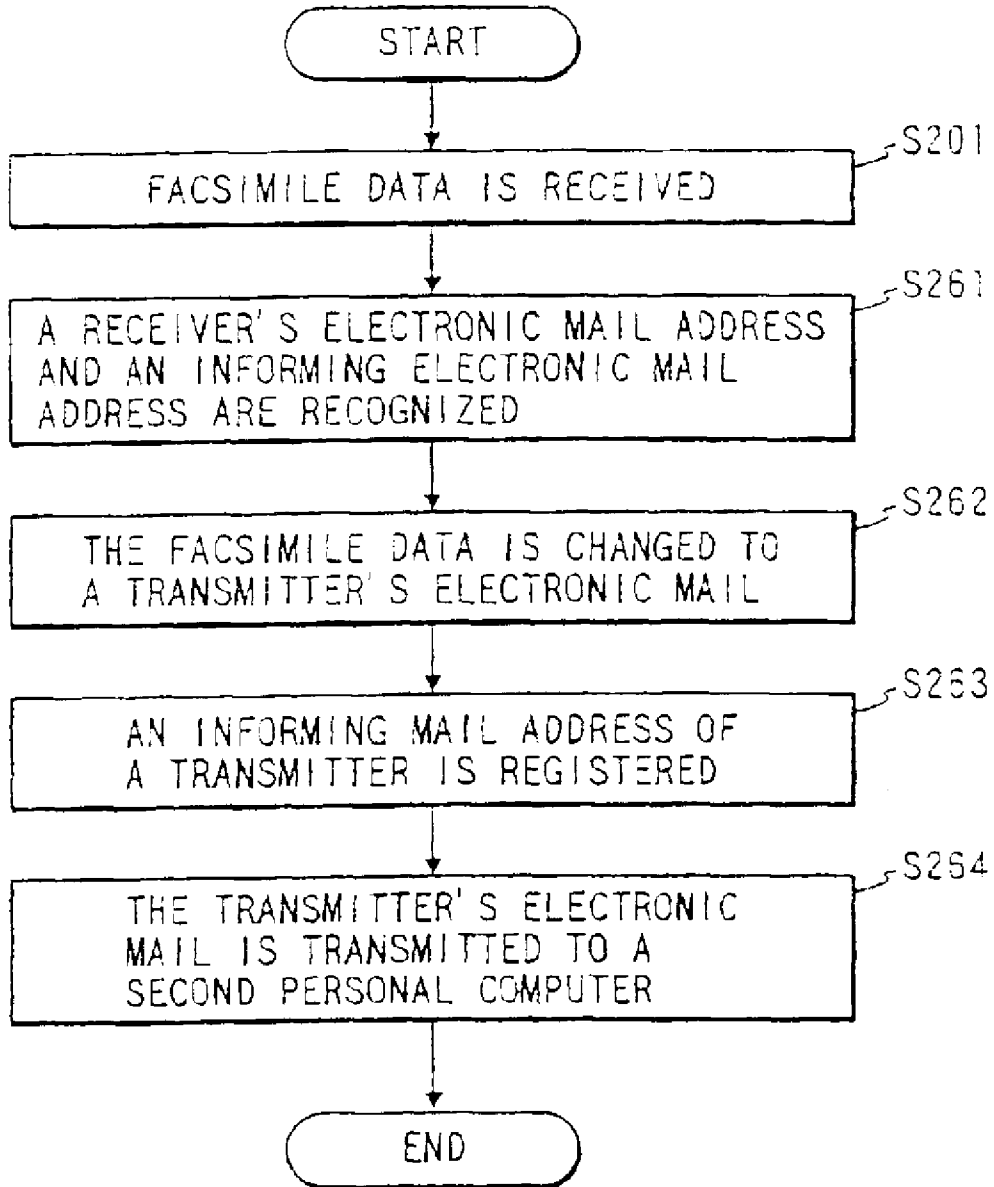 START
S201
FACSIMILE DATA IS RECEIVED
S261
A RECEIVER'S ELECTRONIC MAIL ADDRESS
AND AN INFORMING ELECTRONIC MAIL
ADDRESS ARE RECOGNIZED
S262
THE FACSIMILE DATA IS CHANGED TO
A TRANSMITTER'S ELECTRONIC MAIL
S263
AN INFORMING MAIL ADDRESS OF
A TRANSMITTER IS REGISTERED
S264
THE TRANSMITTER'S ELECTRONIC
MAIL IS TRANSMITTED TO A
SECOND PERSONAL COMPUTER
END